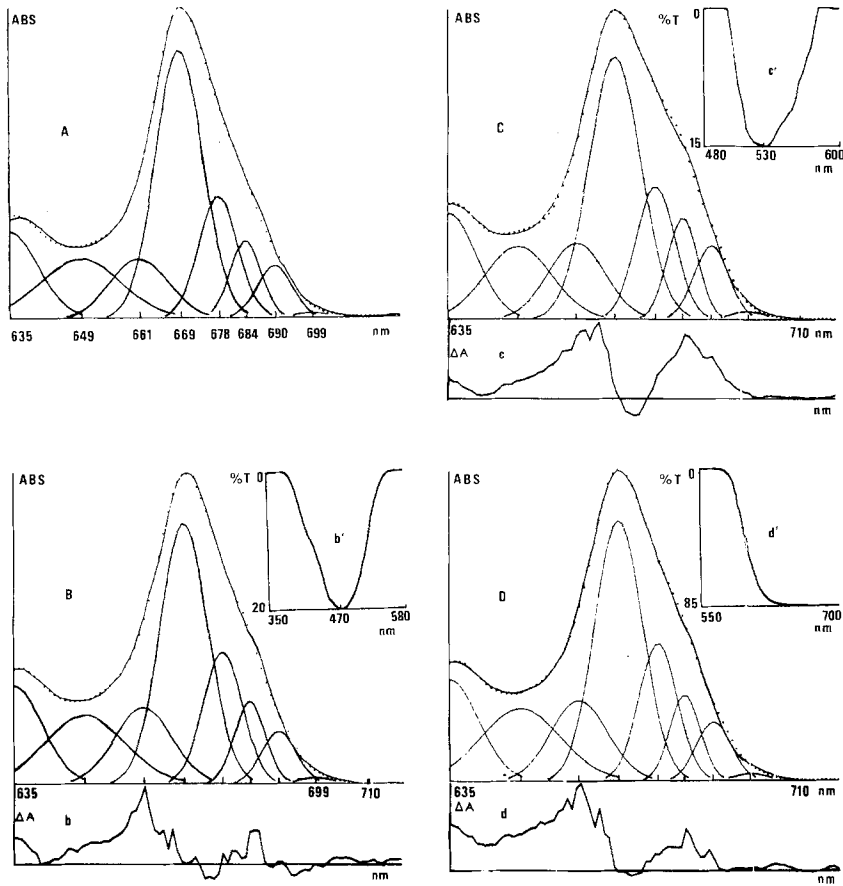 ABS
A
635 649 661 669 678 684 690 699 nm
ABS
C
%T 0
c'
15
480 530 600
nm
635 710 nm
ΔA c
nm
ABS
B
%T 0
b'
20
350 470 580
nm
635 699 710
nm
ΔA b
nm
ABS
D
%T 0
d'
85
550 700
nm
635 710 nm
ΔA d
nm